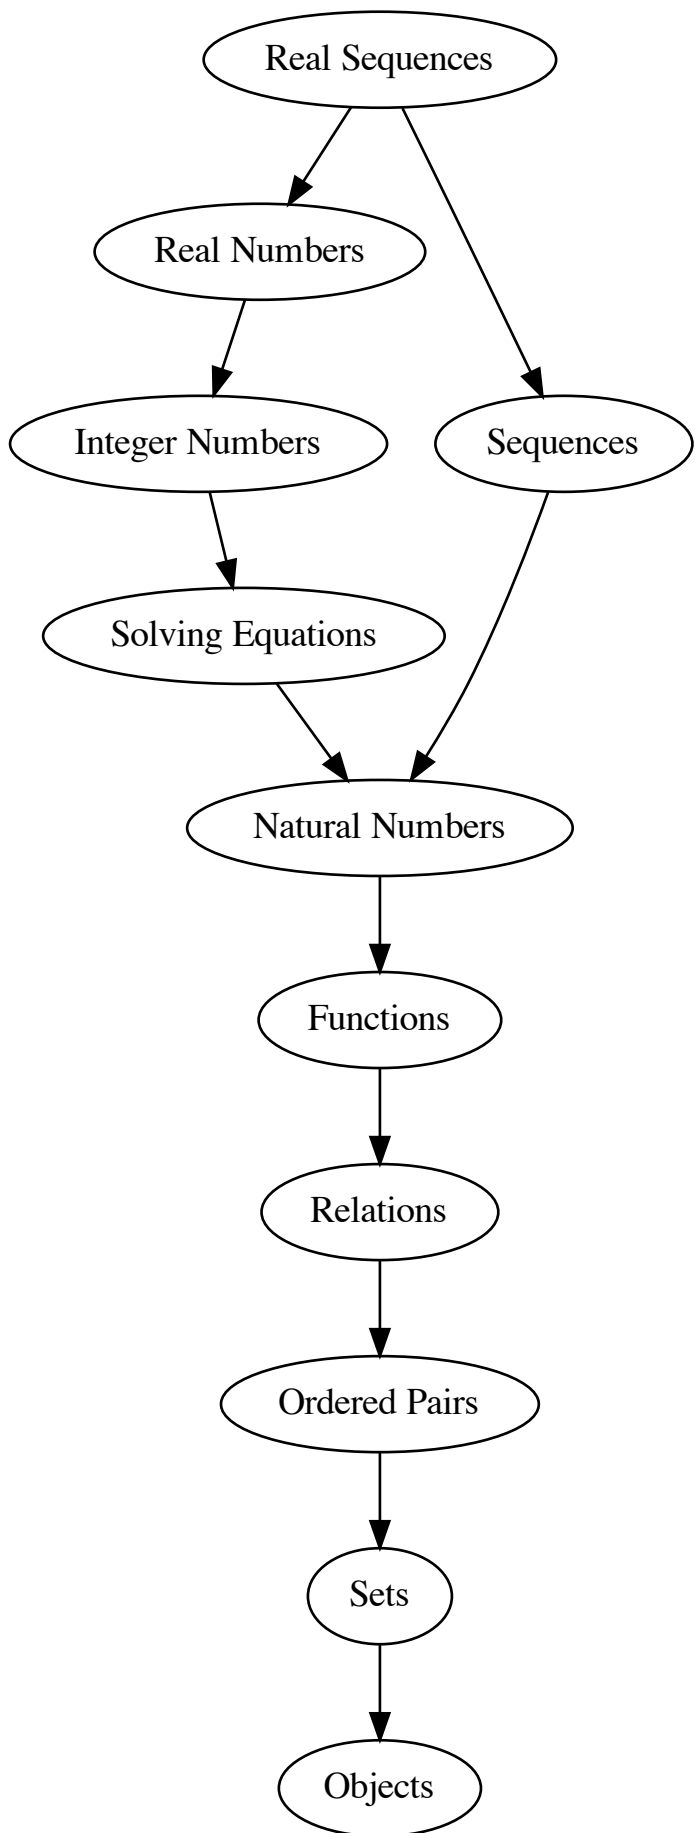 Real Sequences
Real Numbers
Integer Numbers
Sequences
Solving Equations
Natural Numbers
Functions
Relations
Ordered Pairs
Sets
Objects